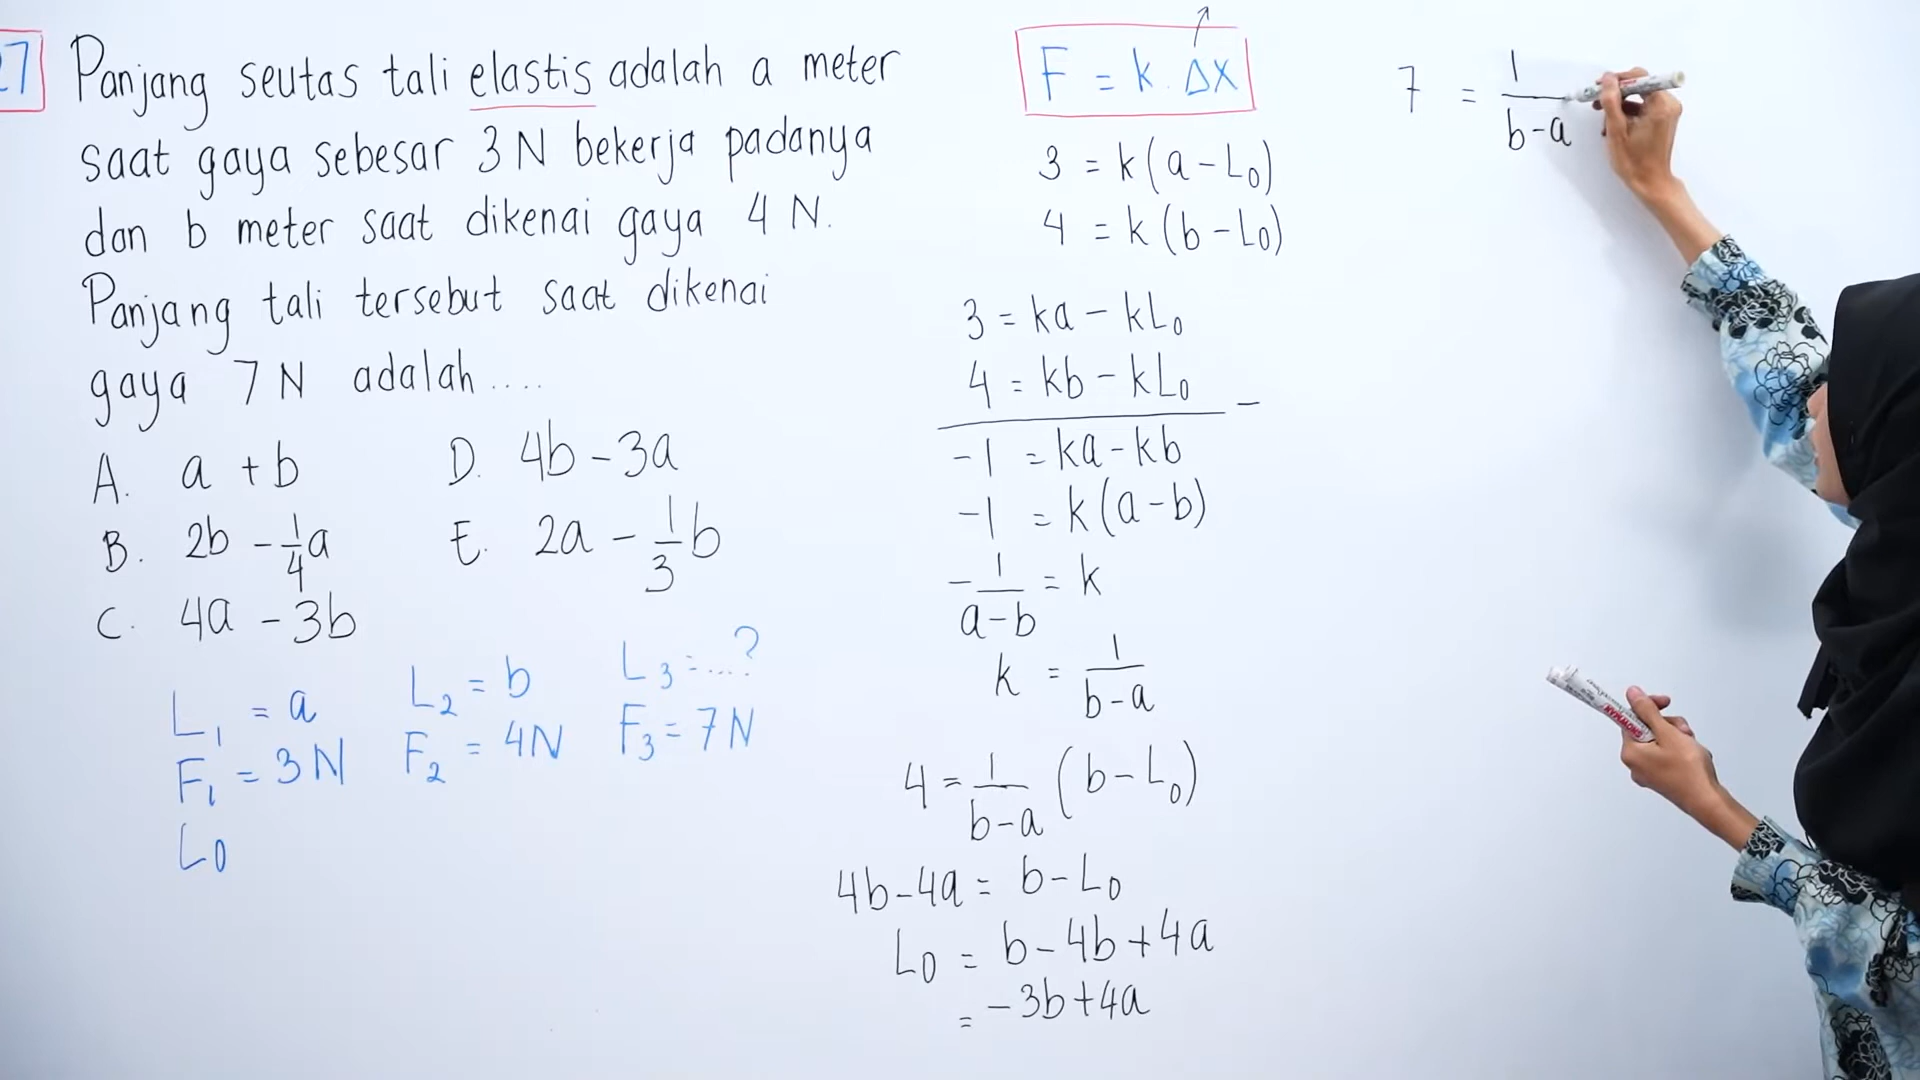 27 Panjang seutas tali elastis adalah a meter
saat gaya sebesar 3 N bekerja padanya
dan b meter saat dikenai gaya 4 N.
Panjang tali tersebut saat dikenai
gaya 7 N adalah ....
A. a + b
B. 2b - 1/4 a
C. 4a - 3b
D. 4b - 3a
E. 2a - 1/3 b
L₁ = a
F₁ = 3 N
L₀
L₂ = b
F₂ = 4 N
L₃ = ...?
F₃ = 7 N
F = k . Δx
3 = k(a - L₀)
4 = k(b - L₀)
3 = ka - kL₀
4 = kb - kL₀ -
-1 = ka - kb
-1 = k(a - b)
- 1/(a-b) = k
k = 1/(b-a)
4 = 1/(b-a) (b - L₀)
4b - 4a = b - L₀
L₀ = b - 4b + 4a
= -3b + 4a
7 = 1/(b-a)
SNOWMAN